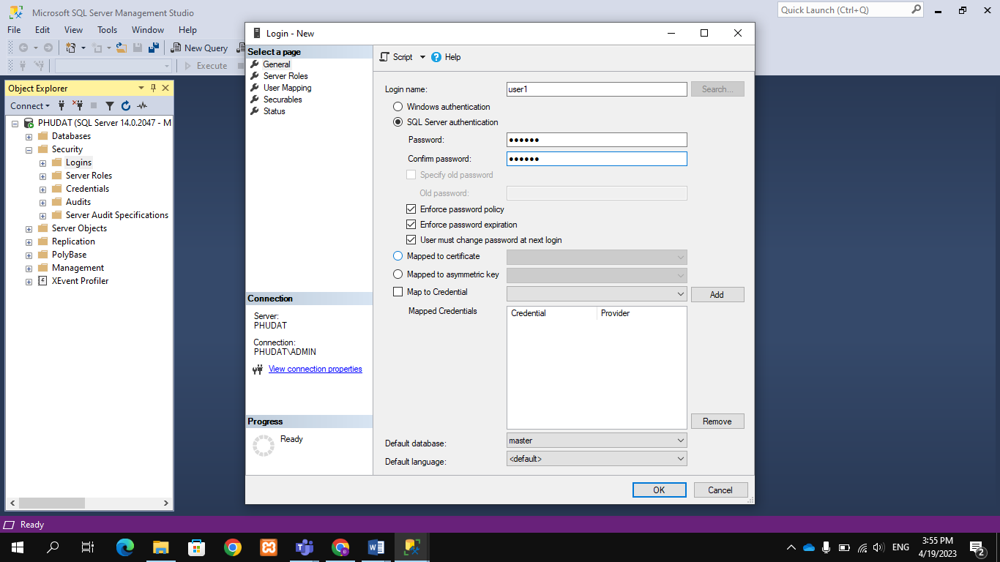 Microsoft SQL Server Management Studio
Quick Launch (Ctrl+Q)
File Edit View Tools Window Help
New Query
Execute
Object Explorer
Connect
PHUDAT (SQL Server 14.0.2047 - M
Databases
Security
Logins
Server Roles
Credentials
Audits
Server Audit Specifications
Server Objects
Replication
PolyBase
Management
XEvent Profiler
Login - New
Select a page
General
Server Roles
User Mapping
Securables
Status
Connection
Server:
PHUDAT
Connection:
PHUDAT\ADMIN
View connection properties
Progress
Ready
Script Help
Login name: user1 Search...
Windows authentication
SQL Server authentication
Password: ●●●●●●
Confirm password: ●●●●●●
Specify old password
Old password:
Enforce password policy
Enforce password expiration
User must change password at next login
Mapped to certificate
Mapped to asymmetric key
Map to Credential Add
Mapped Credentials Credential Provider
Remove
Default database: master
Default language: <default>
OK Cancel
Ready
ENG
3:55 PM
4/19/2023
2